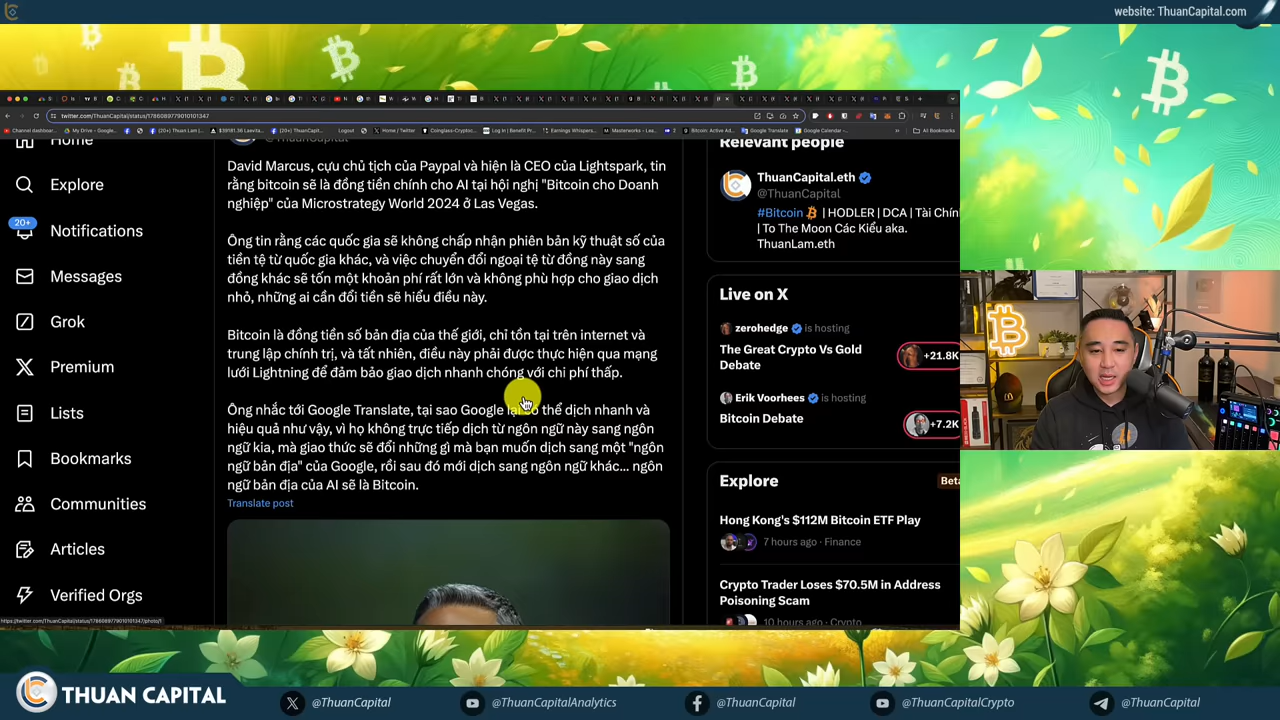 website: ThuanCapital.com
twitter.com/ThuanCapital/status/1786089779010101347
Home
Explore
20+
Notifications
Messages
Grok
Premium
Lists
Bookmarks
Communities
Articles
Verified Orgs
David Marcus, cựu chủ tịch của Paypal và hiện là CEO của Lightspark, tin
rằng bitcoin sẽ là đồng tiền chính cho AI tại hội nghị "Bitcoin cho Doanh
nghiệp" của Microstrategy World 2024 ở Las Vegas.
Ông tin rằng các quốc gia sẽ không chấp nhận phiên bản kỹ thuật số của
tiền tệ từ quốc gia khác, và việc chuyển đổi ngoại tệ từ đồng này sang
đồng khác sẽ tốn một khoản phí rất lớn và không phù hợp cho giao dịch
nhỏ, những ai cần đổi tiền sẽ hiểu điều này.
Bitcoin là đồng tiền số bản địa của thế giới, chỉ tồn tại trên internet và
trung lập chính trị, và tất nhiên, điều này phải được thực hiện qua mạng
lưới Lightning để đảm bảo giao dịch nhanh chóng với chi phí thấp.
Ông nhắc tới Google Translate, tại sao Google lại có thể dịch nhanh và
hiệu quả như vậy, vì họ không trực tiếp dịch từ ngôn ngữ này sang ngôn
ngữ kia, mà giao thức sẽ đổi những gì mà bạn muốn dịch sang một "ngôn
ngữ bản địa" của Google, rồi sau đó mới dịch sang ngôn ngữ khác... ngôn
ngữ bản địa của AI sẽ là Bitcoin.
Translate post
Relevant people
ThuanCapital.eth
@ThuanCapital
#Bitcoin | HODLER | DCA | Tài Chín
| To The Moon Các Kiểu aka.
ThuanLam.eth
Live on X
zerohedge is hosting
The Great Crypto Vs Gold
Debate
+21.8K
Erik Voorhees is hosting
Bitcoin Debate
+7.2K
Explore
Beta
Hong Kong's $112M Bitcoin ETF Play
7 hours ago · Finance
Crypto Trader Loses $70.5M in Address
Poisoning Scam
10 hours ago · Crypto
THUAN CAPITAL
@ThuanCapital
@ThuanCapitalAnalytics
@ThuanCapital
@ThuanCapitalCrypto
@ThuanCapital